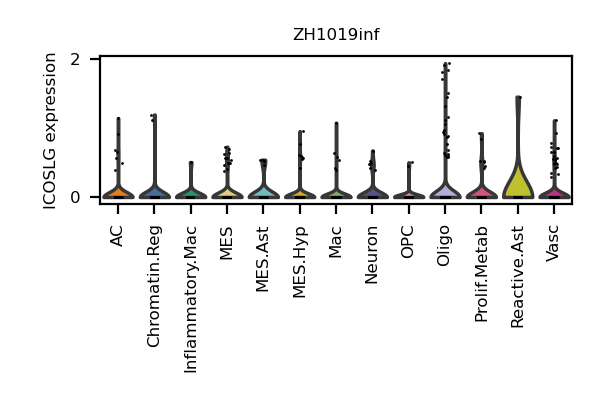 ZH1019inf
ICOSLG expression
2
0
AC
Chromatin.Reg
Inflammatory.Mac
MES
MES.Ast
MES.Hyp
Mac
Neuron
OPC
Oligo
Prolif.Metab
Reactive.Ast
Vasc